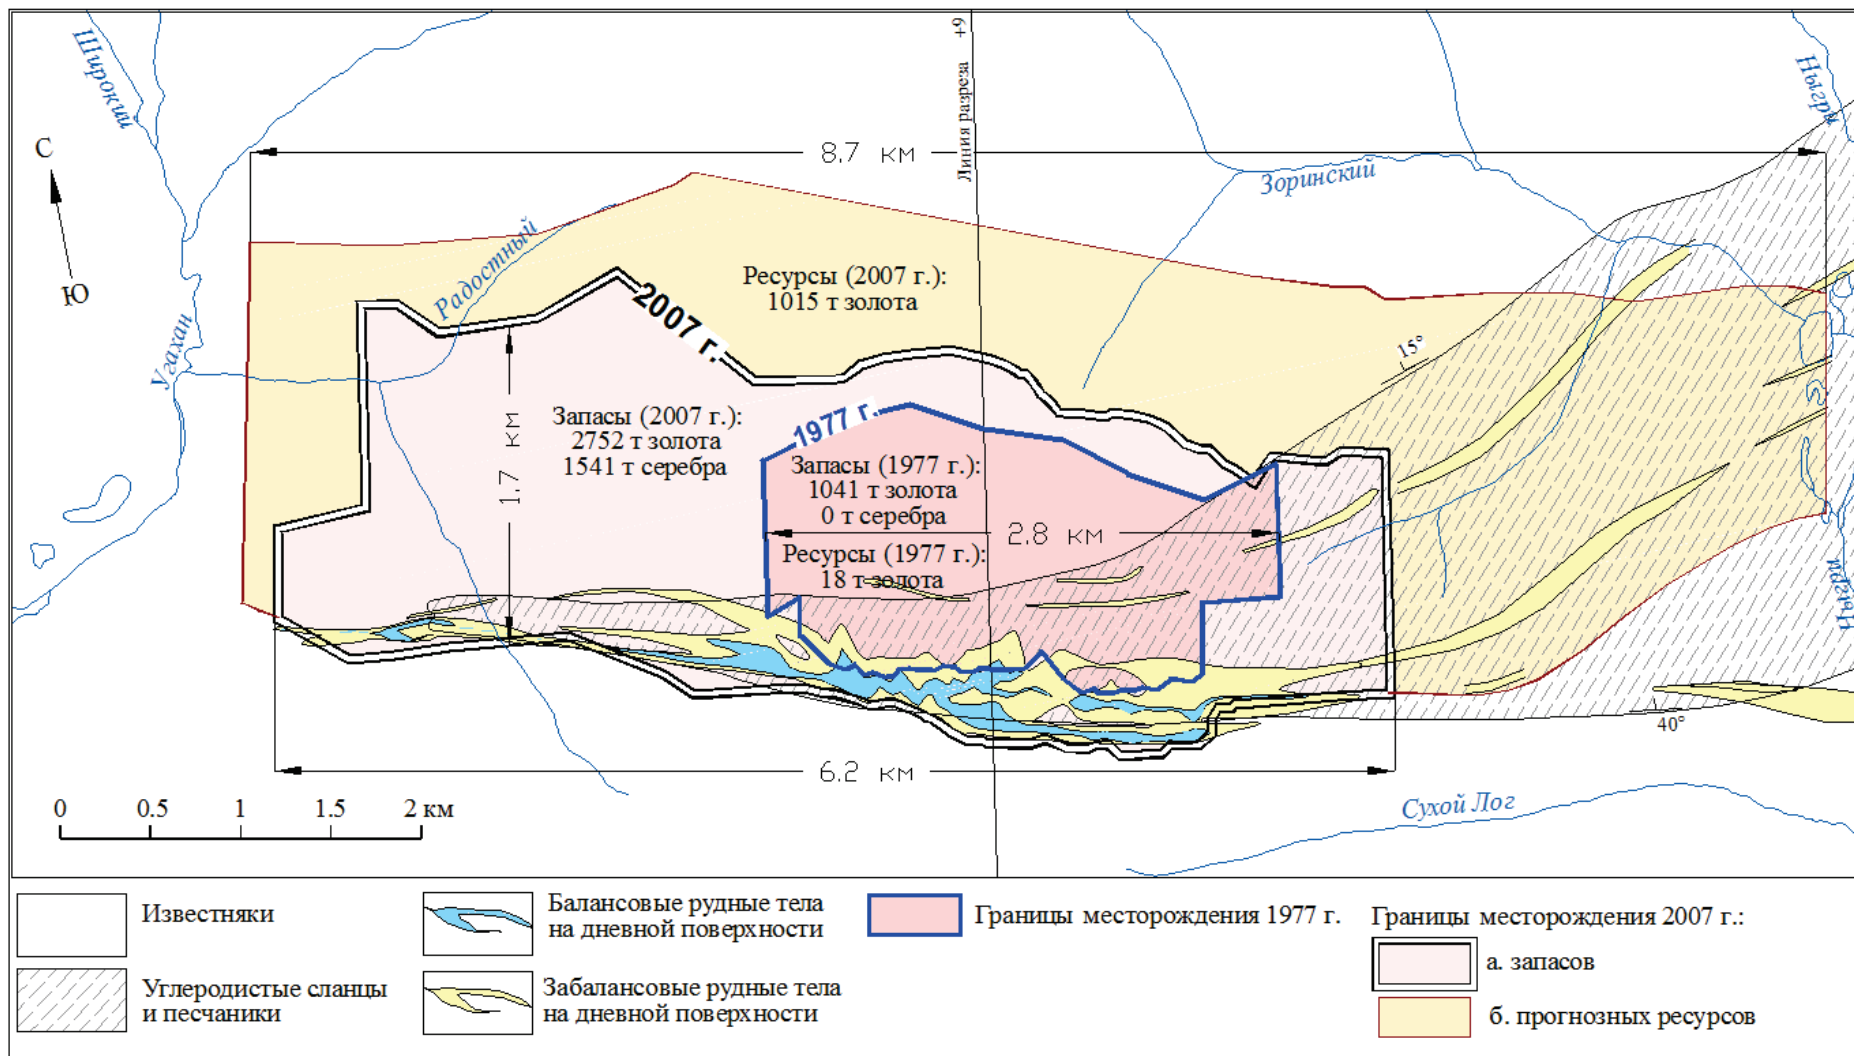 Широкий
+9
Линия разреза
Ныгри
С
Ю
8.7 км
Зоринский
Радостный
Угахан
2007 г.
Ресурсы (2007 г.):
1015 т золота
15°
Запасы (2007 г.):
2752 т золота
1541 т серебра
1.7 км
1977 г.
Запасы (1977 г.):
1041 т золота
0 т серебра
2.8 км
Ресурсы (1977 г.):
18 т золота
Ныгри
40°
6.2 км
Сухой Лог
0 0.5 1 1.5 2 км
Известняки
Углеродистые сланцы
и песчаники
Балансовые рудные тела
на дневной поверхности
Забалансовые рудные тела
на дневной поверхности
Границы месторождения 1977 г.
Границы месторождения 2007 г.:
а. запасов
б. прогнозных ресурсов